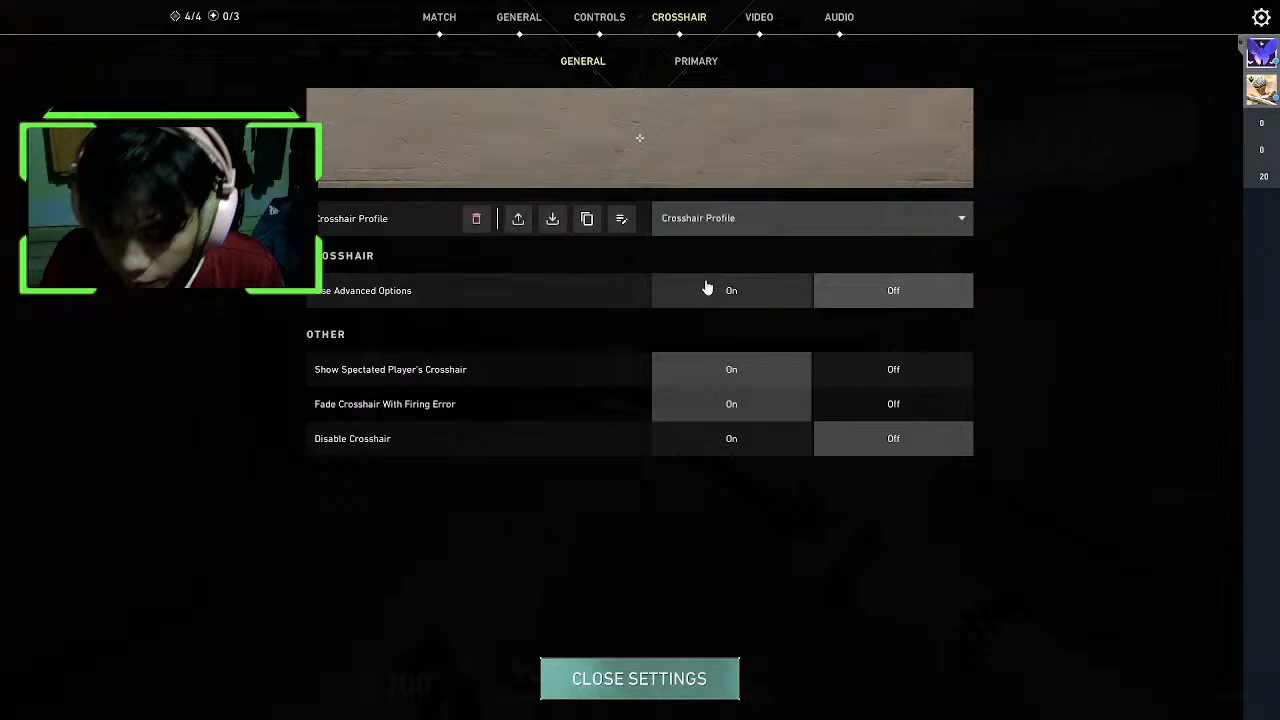 4/4 0/3
MATCH GENERAL CONTROLS CROSSHAIR VIDEO AUDIO
GENERAL PRIMARY
Crosshair Profile Crosshair Profile
OSSHAIR
se Advanced Options On Off
OTHER
Show Spectated Player's Crosshair On Off
Fade Crosshair With Firing Error On Off
Disable Crosshair On Off
CLOSE SETTINGS
0
0
20